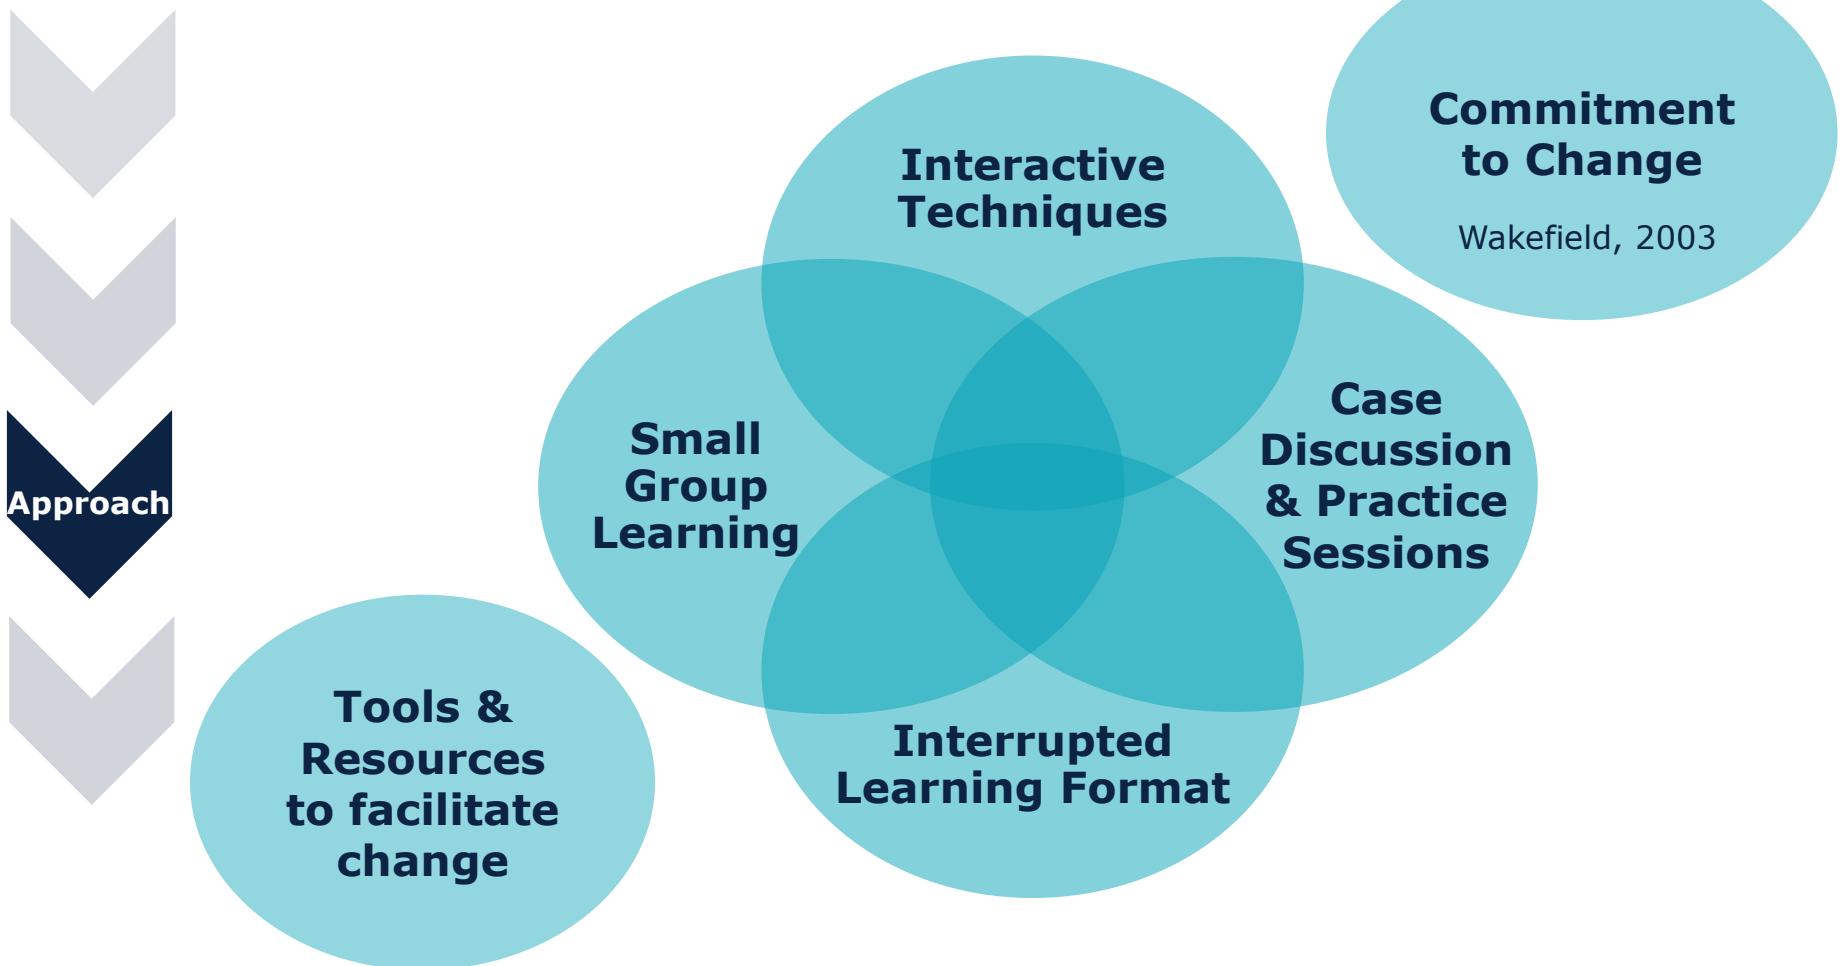 Commitment
to Change
Wakefield, 2003
Interactive
Techniques
Case
Discussion
& Practice
Sessions
Small
Group
Learning
Approach
Interrupted
Learning Format
Tools &
Resources
to facilitate
change